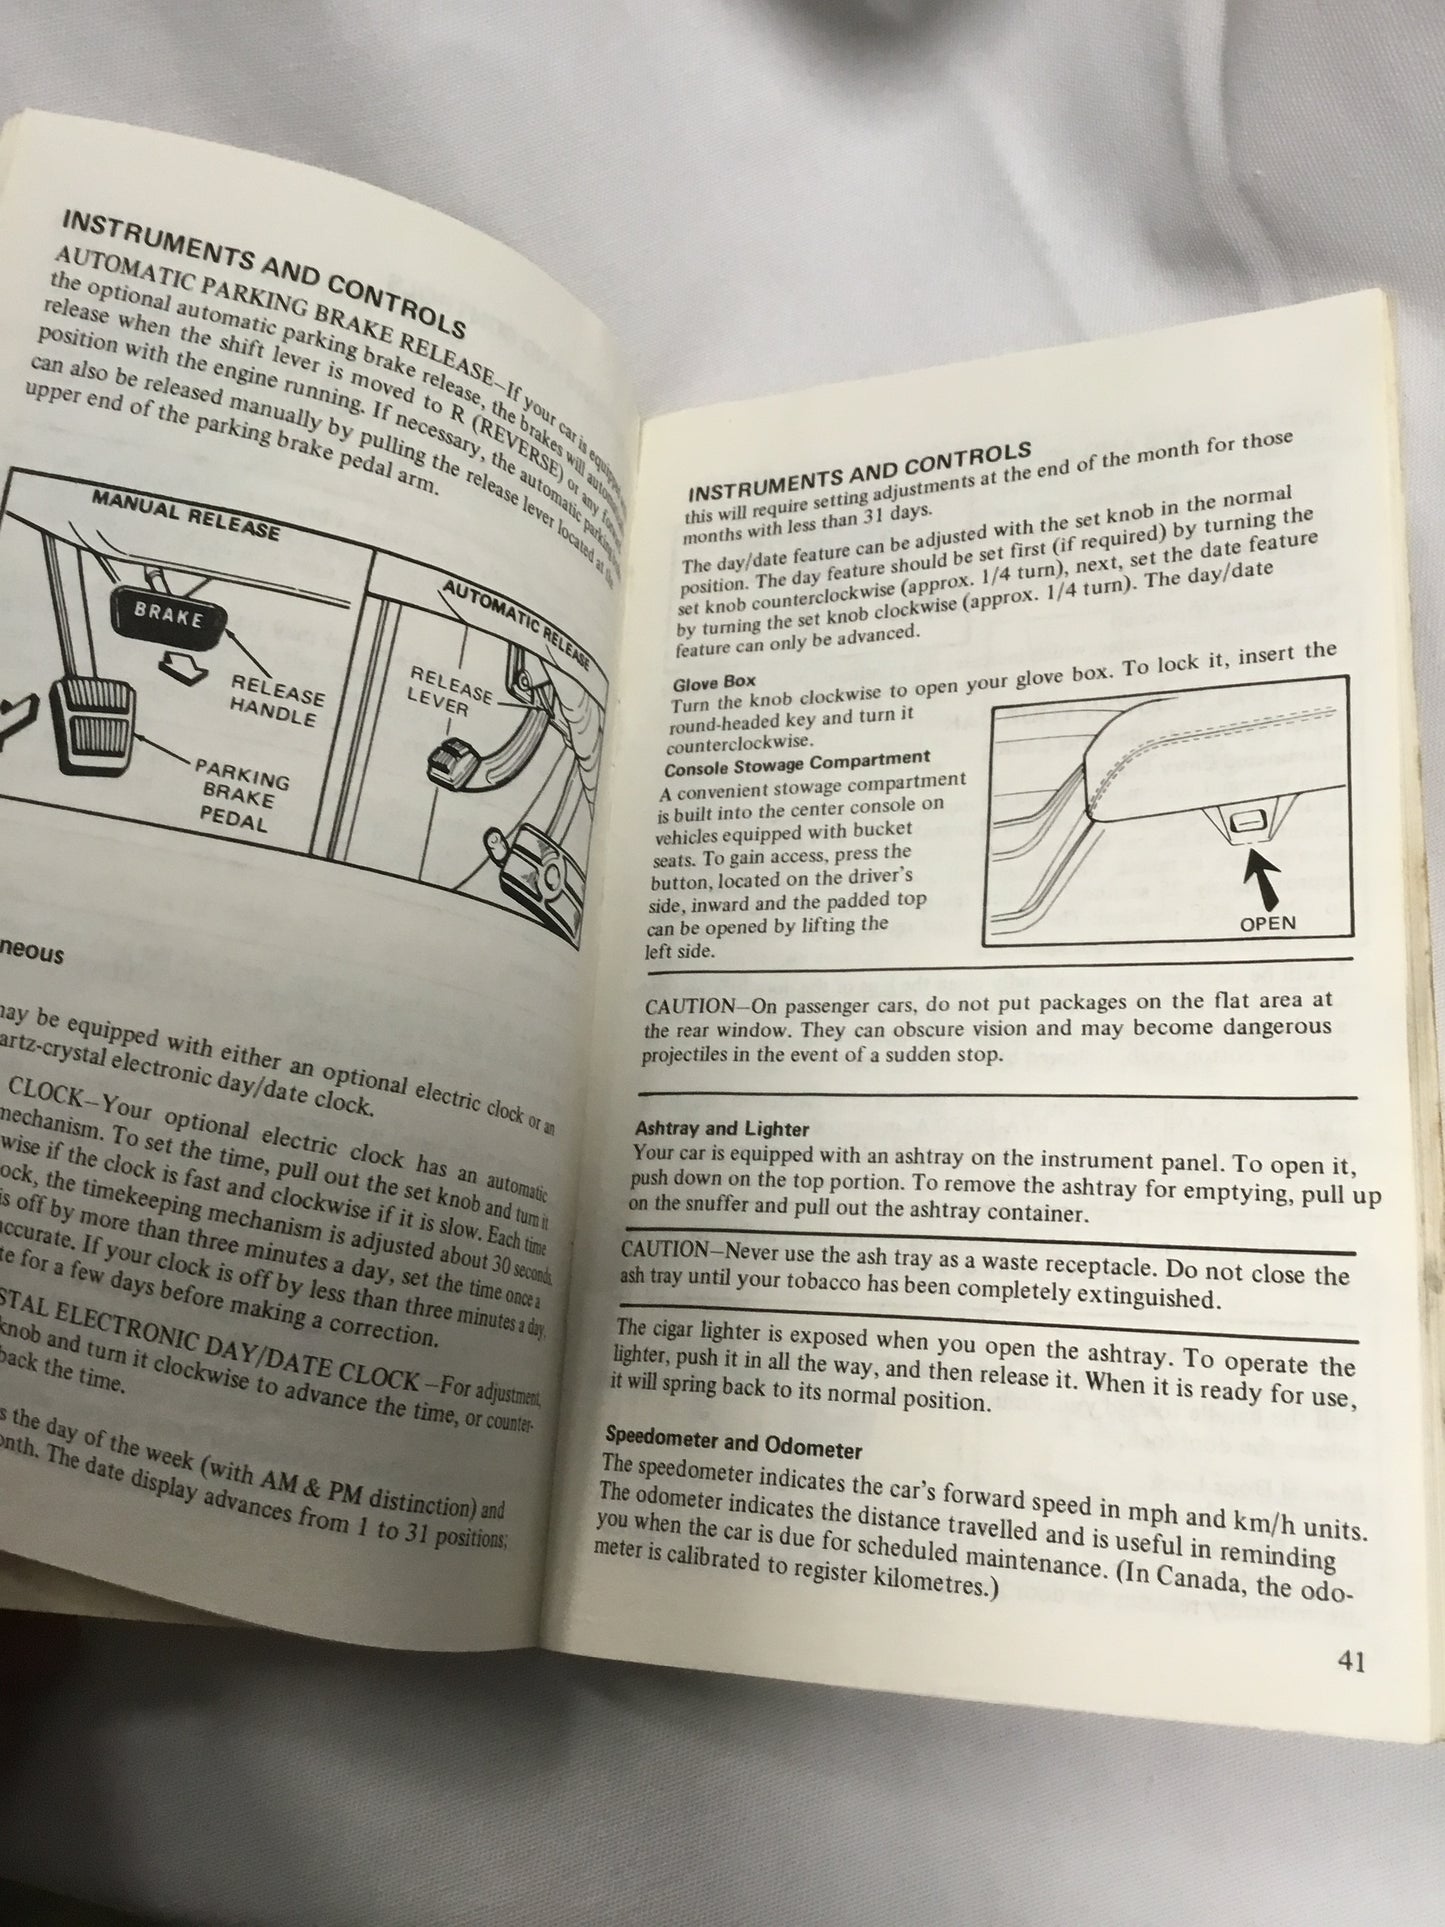 INSTRUMENTS AND CONTROLS
AUTOMATIC PARKING BRAKE RELEASE–If your car is
the optional automatic parking brake release, the brakes will
release when the shift lever is moved to R (REVERSE) or any forward
position with the engine running. If necessary, the automatic parking
can also be released manually by pulling the release lever located at the
upper end of the parking brake pedal arm.
MANUAL RELEASE
BRAKE
RELEASE
HANDLE
PARKING
BRAKE
PEDAL
AUTOMATIC RELEASE
RELEASE
LEVER
neous
may be equipped with either an optional electric clock or an
artz-crystal electronic day/date clock.
CLOCK–Your optional electric clock has an automatic
mechanism. To set the time, pull out the set knob and turn it
wise if the clock is fast and clockwise if it is slow. Each time
ock, the timekeeping mechanism is adjusted about 30 seconds.
is off by more than three minutes a day, set the time once a
accurate. If your clock is off by less than three minutes a day,
te for a few days before making a correction.
STAL ELECTRONIC DAY/DATE CLOCK –For adjustment,
knob and turn it clockwise to advance the time, or counter-
back the time.
s the day of the week (with AM & PM distinction) and
onth. The date display advances from 1 to 31 positions;
INSTRUMENTS AND CONTROLS
this will require setting adjustments at the end of the month for those
months with less than 31 days.
The day/date feature can be adjusted with the set knob in the normal
position. The day feature should be set first (if required) by turning the
set knob counterclockwise (approx. 1/4 turn), next, set the date feature
by turning the set knob clockwise (approx. 1/4 turn). The day/date
feature can only be advanced.
Glove Box
Turn the knob clockwise to open your glove box. To lock it, insert the
round-headed key and turn it
counterclockwise.
Console Stowage Compartment
A convenient stowage compartment
is built into the center console on
vehicles equipped with bucket
seats. To gain access, press the
button, located on the driver's
side, inward and the padded top
can be opened by lifting the
left side.
OPEN
CAUTION–On passenger cars, do not put packages on the flat area at
the rear window. They can obscure vision and may become dangerous
projectiles in the event of a sudden stop.
Ashtray and Lighter
Your car is equipped with an ashtray on the instrument panel. To open it,
push down on the top portion. To remove the ashtray for emptying, pull up
on the snuffer and pull out the ashtray container.
CAUTION–Never use the ash tray as a waste receptacle. Do not close the
ash tray until your tobacco has been completely extinguished.
The cigar lighter is exposed when you open the ashtray. To operate the
lighter, push it in all the way, and then release it. When it is ready for use,
it will spring back to its normal position.
Speedometer and Odometer
The speedometer indicates the car's forward speed in mph and km/h units.
The odometer indicates the distance travelled and is useful in reminding
you when the car is due for scheduled maintenance. (In Canada, the odo-
meter is calibrated to register kilometres.)
41